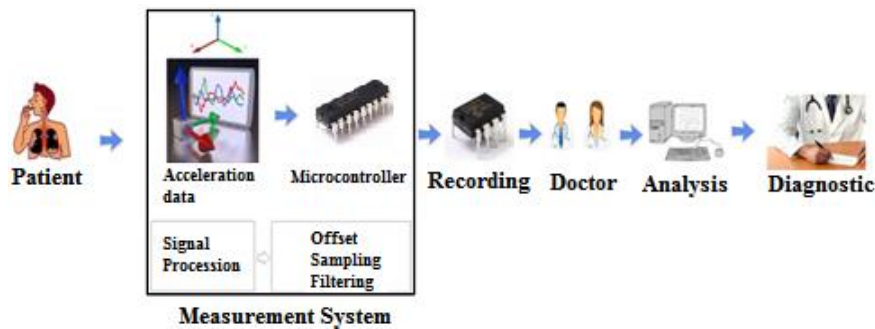 Patient
Acceleration
data
Microcontroller
Recording
Doctor
Analysis
Diagnostic
Signal
Procession
Offset
Sampling
Filtering
Measurement System